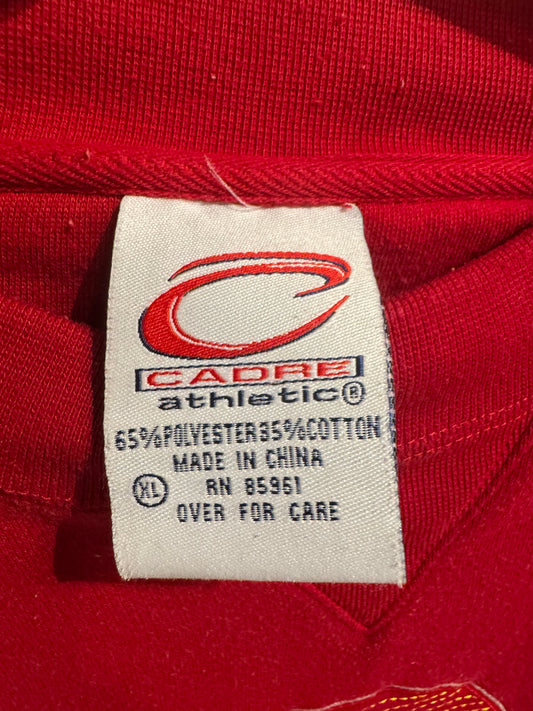 CADRE
athletic®
65%POLYESTER35%COTTON
MADE IN CHINA
XL RN 85961
OVER FOR CARE